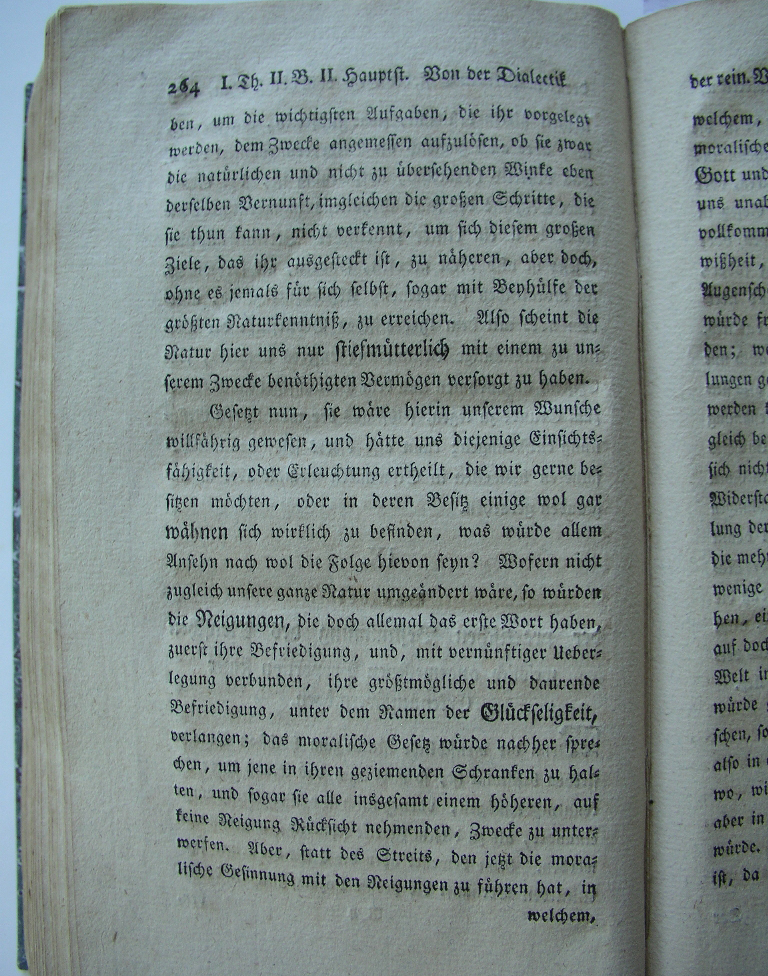 264 I. Th. II. B. II. Hauptst. Von der Dialectik
ben, um die wichtigsten Aufgaben, die ihr vorgelegt
werden, dem Zwecke angemessen aufzulösen, ob sie zwar
die natürlichen und nicht zu übersehenden Winke eben
derselben Vernunft, imgleichen die großen Schritte, die
sie thun kann, nicht verkennt, um sich diesem großen
Ziele, das ihr ausgesteckt ist, zu näheren, aber doch,
ohne es jemals für sich selbst, sogar mit Beyhülfe der
größten Naturkenntniß, zu erreichen. Also scheint die
Natur hier uns nur stiefmütterlich mit einem zu un-
serem Zwecke benöthigten Vermögen versorgt zu haben.
Gesetzt nun, sie wäre hierin unserem Wunsche
willfährig gewesen, und hätte uns diejenige Einsichts-
fähigkeit, oder Erleuchtung ertheilt, die wir gerne be-
sitzen möchten, oder in deren Besitz einige wol gar
wähnen sich wirklich zu befinden, was würde allem
Ansehn nach wol die Folge hievon seyn? Wofern nicht
zugleich unsere ganze Natur umgeändert wäre, so würden
die Neigungen, die doch allemal das erste Wort haben,
zuerst ihre Befriedigung, und, mit vernünftiger Ueber-
legung verbunden, ihre größtmögliche und daurende
Befriedigung, unter dem Namen der Glückseligkeit,
verlangen; das moralische Gesetz würde nachher spre-
chen, um jene in ihren geziemenden Schranken zu hal-
ten, und sogar sie alle insgesamt einem höheren, auf
keine Neigung Rücksicht nehmenden, Zwecke zu unter-
werfen. Aber, statt des Streits, den jetzt die mora-
lische Gesinnung mit den Neigungen zu führen hat, in
welchem,
der rein. V
welchem,
moralische
Gott und
uns unab
vollkomm
wißheit,
Augensch
würde fr
den; we
lungen g
werden
gleich be
sich nich
Widersta
lung der
die meh
wenige
hen, ei
auf doc
Welt in
würde
schen, so
also in
wo, wi
aber in
würde.
ist, da